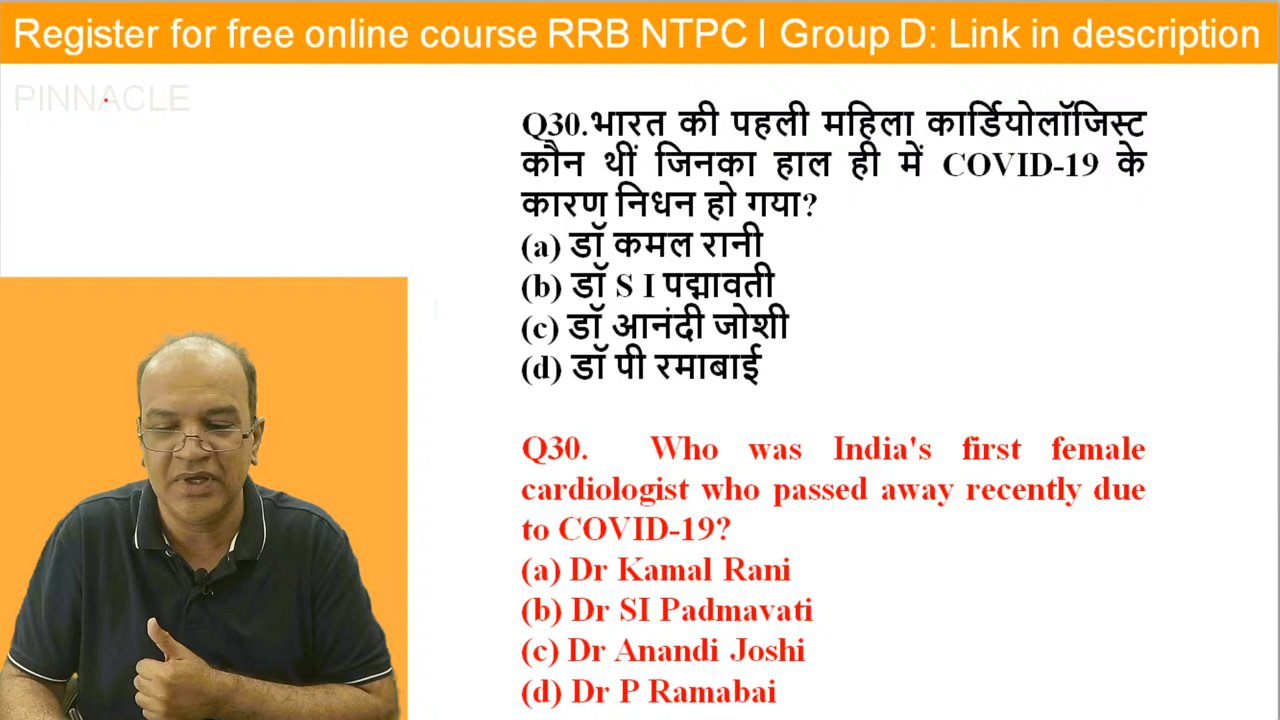 Register for free online course RRB NTPC l Group D: Link in description
PINNACLE
Q30.भारत की पहली महिला कार्डियोलॉजिस्ट
कौन थीं जिनका हाल ही में COVID-19 के
कारण निधन हो गया?
(a) डॉ कमल रानी
(b) डॉ S I पद्मावती
(c) डॉ आनंदी जोशी
(d) डॉ पी रमाबाई
Q30. Who was India's first female
cardiologist who passed away recently due
to COVID-19?
(a) Dr Kamal Rani
(b) Dr SI Padmavati
(c) Dr Anandi Joshi
(d) Dr P Ramabai